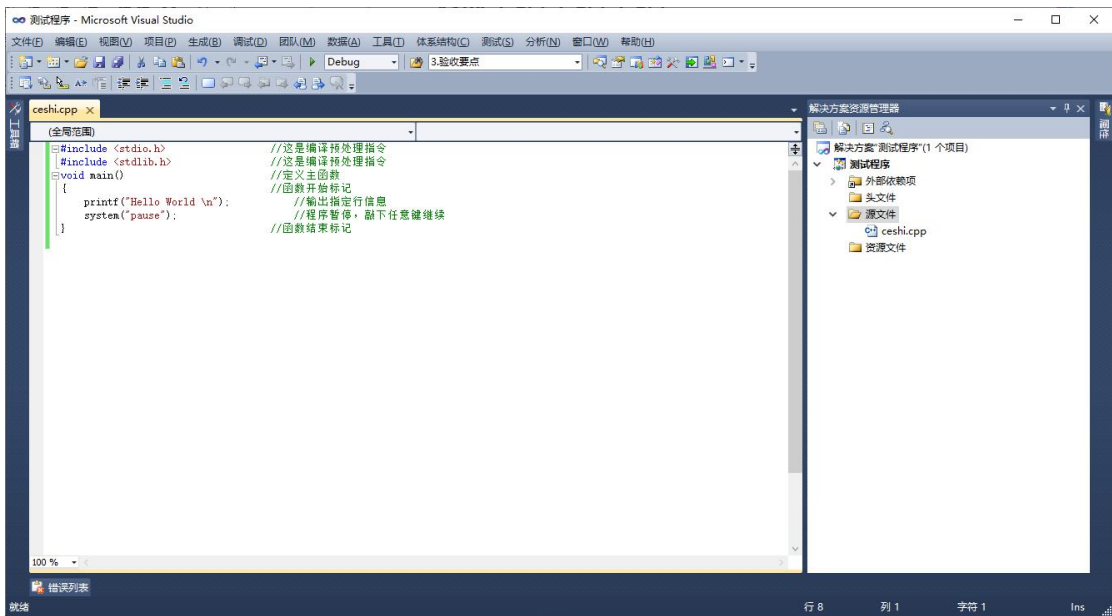 测试程序 - Microsoft Visual Studio
文件(F) 编辑(E) 视图(V) 项目(P) 生成(B) 调试(D) 团队(M) 数据(A) 工具(T) 体系结构(C) 测试(S) 分析(N) 窗口(W) 帮助(H)
Debug 3.验收要点
工具箱
ceshi.cpp
(全局范围)
#include <stdio.h> //这是编译预处理指令
#include <stdlib.h> //这是编译预处理指令
void main() //定义主函数
{ //函数开始标记
printf("Hello World \n"); //输出指定行信息
system("pause"); //程序暂停，敲下任意键继续
} //函数结束标记
100 %
解决方案资源管理器
解决方案"测试程序"(1 个项目)
测试程序
外部依赖项
头文件
源文件
ceshi.cpp
资源文件
错误列表
就绪 行 8 列 1 字符 1 Ins